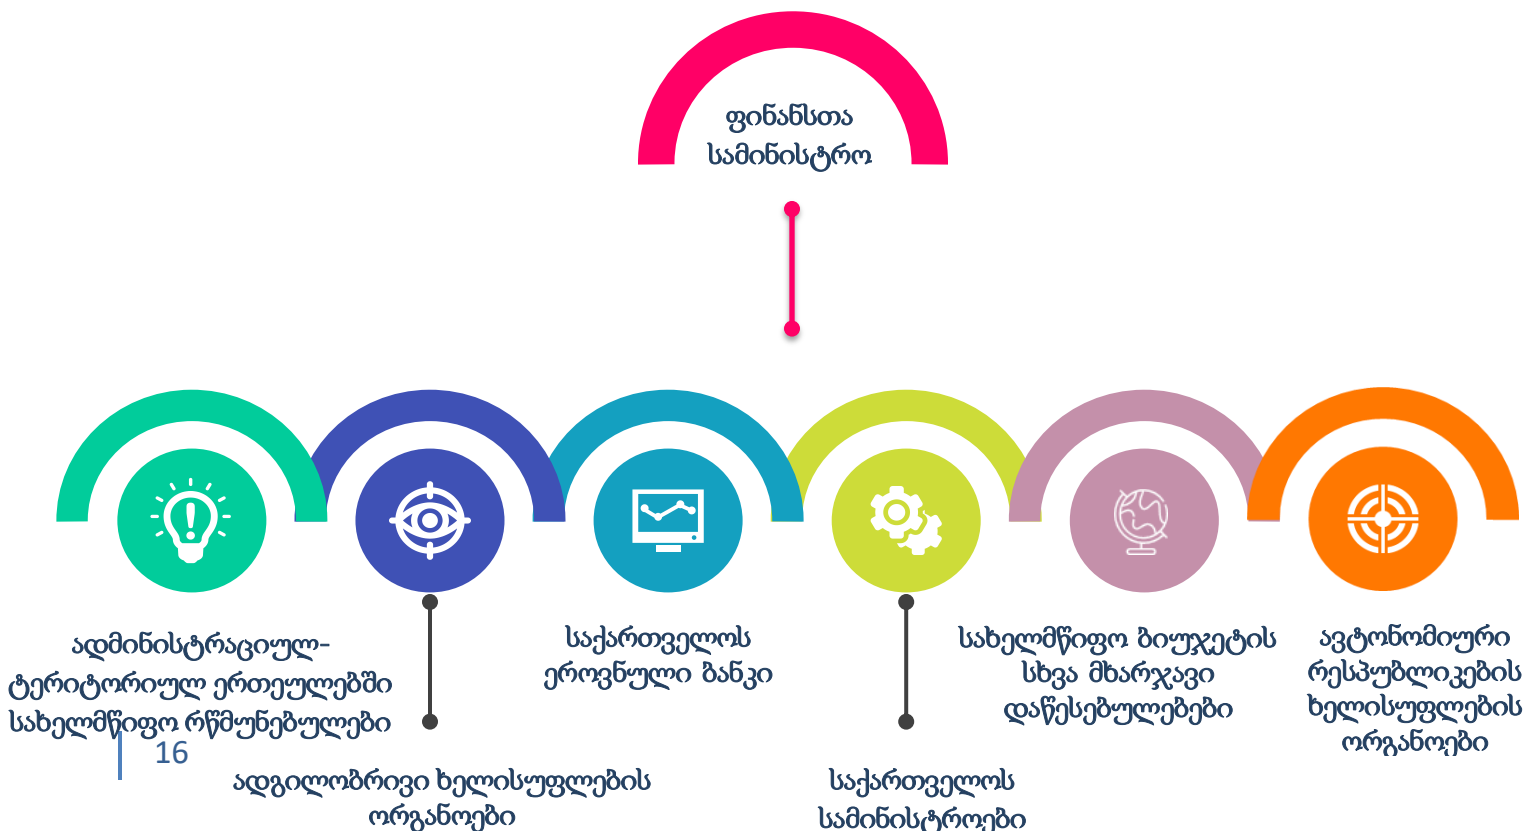 ფინანსთა
სამინისტრო
ადმინისტრაციულ-
ტერიტორიულ ერთეულებში
სახელმწიფო რწმუნებულები
16
ადგილობრივი ხელისუფლების
ორგანოები
საქართველოს
ეროვნული ბანკი
საქართველოს
სამინისტროები
სახელმწიფო ბიუჯეტის
სხვა მხარჯავი
დაწესებულებები
ავტონომიური
რესპუბლიკების
ხელისუფლების
ორგანოები